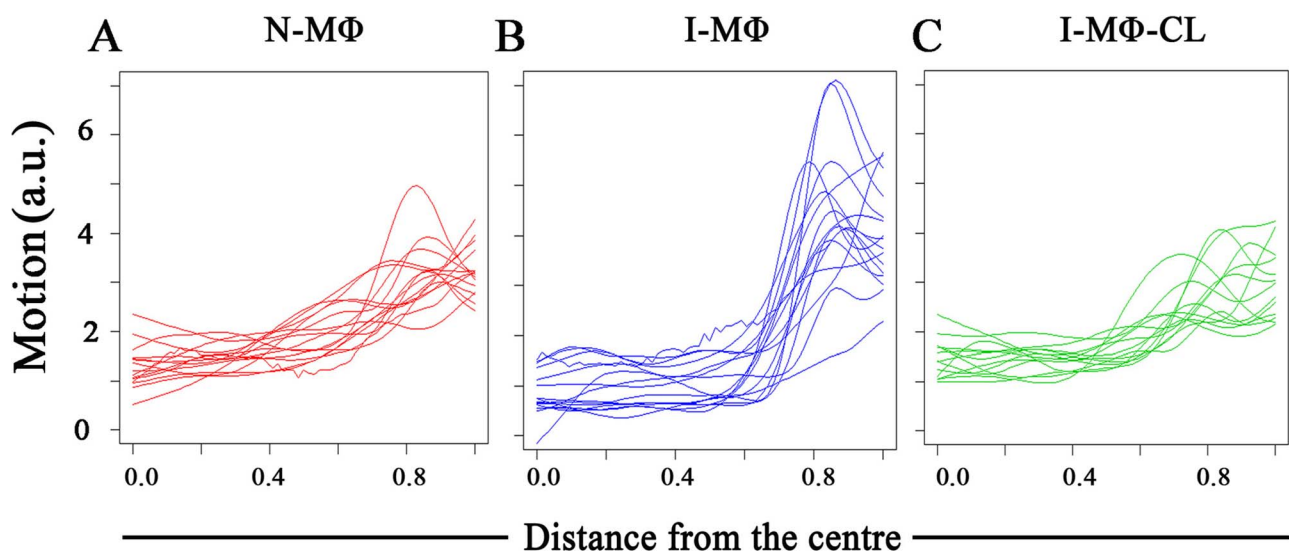 A N-MΦ B I-MΦ C I-MΦ-CL
Motion (a.u.)
6
4
2
0
0.0 0.4 0.8 0.0 0.4 0.8 0.0 0.4 0.8
Distance from the centre